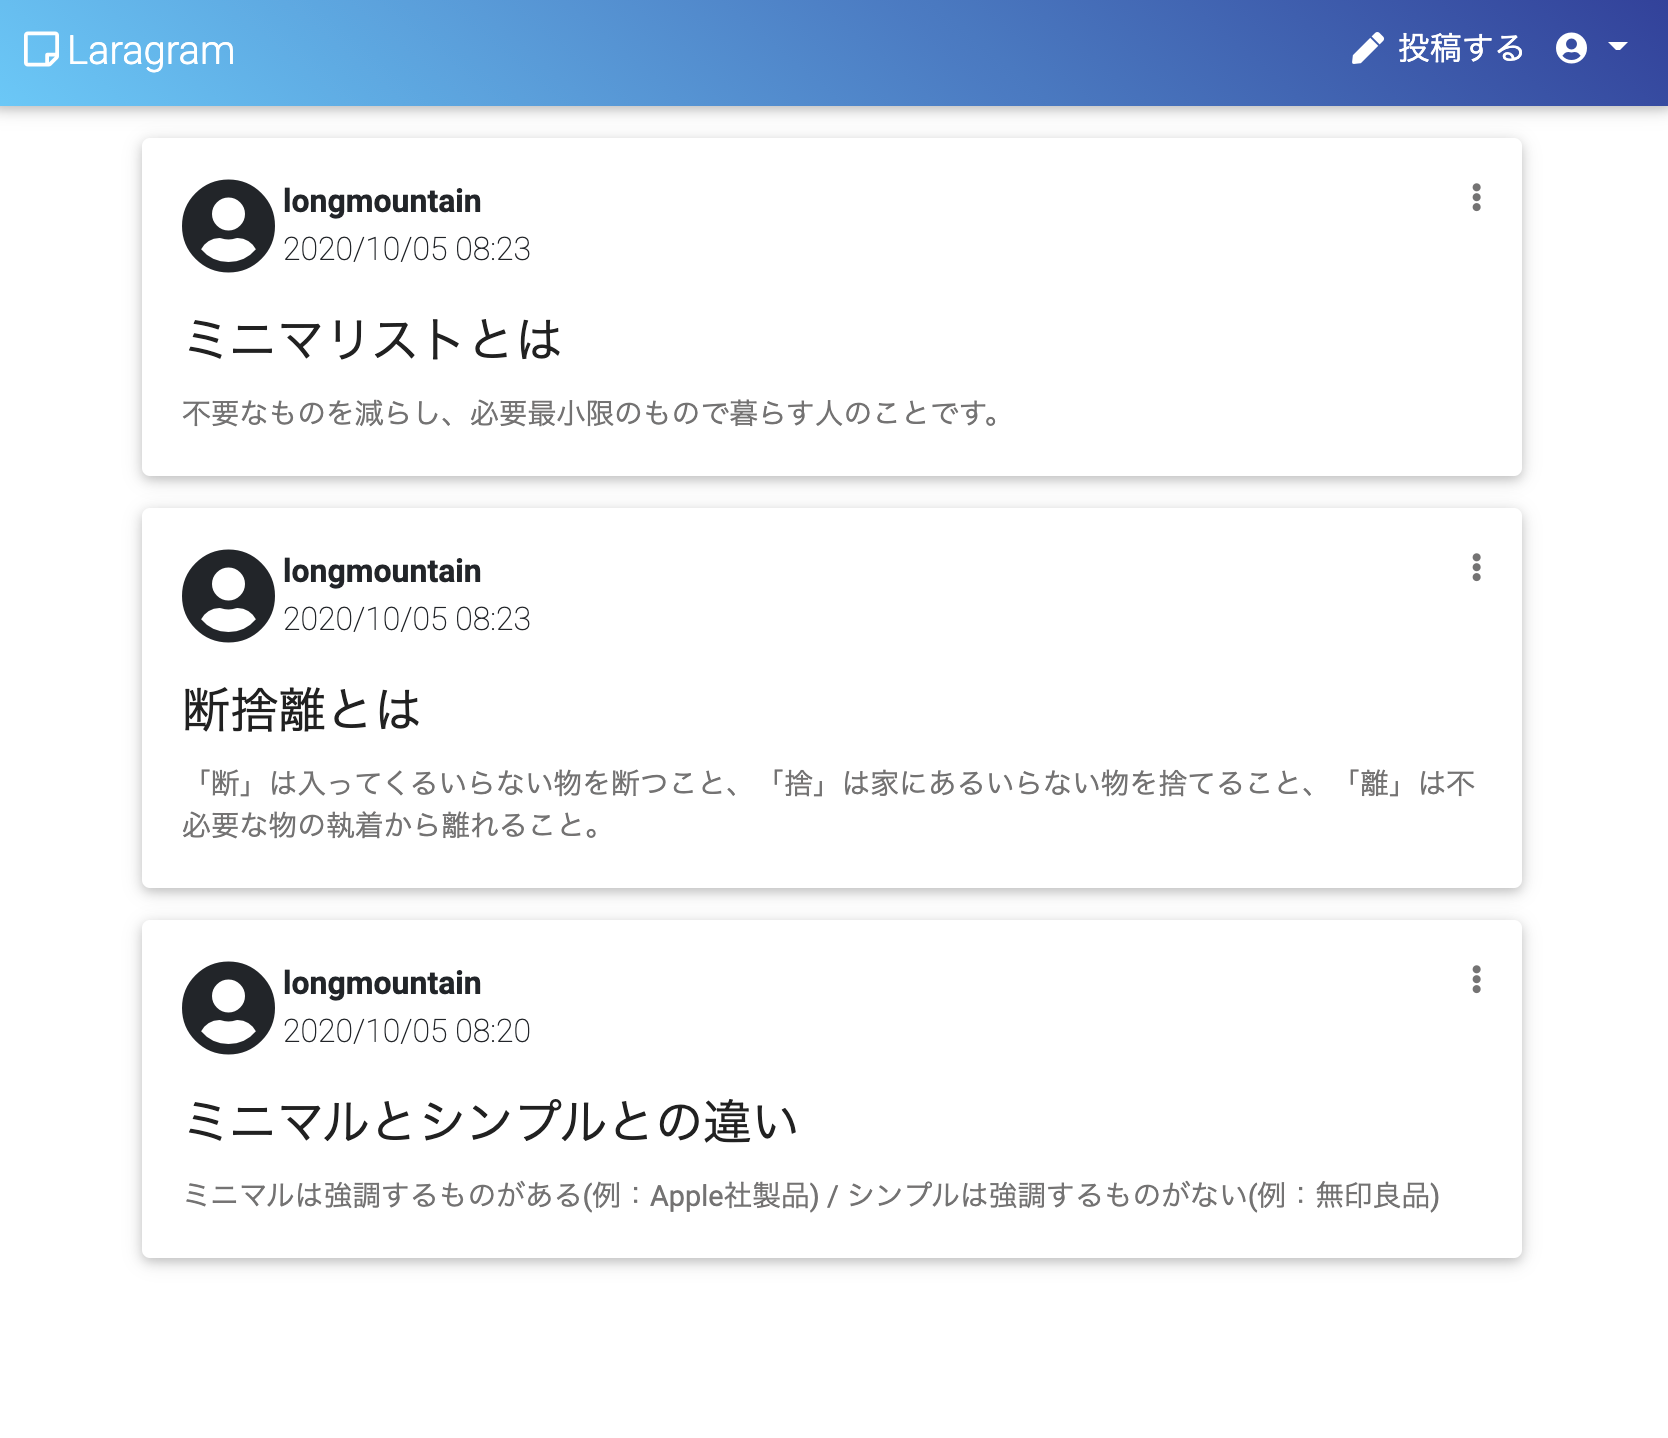 Laragram
投稿する
longmountain
2020/10/05 08:23
ミニマリストとは
不要なものを減らし、必要最小限のもので暮らす人のことです。
longmountain
2020/10/05 08:23
断捨離とは
「断」は入ってくるいらない物を断つこと、「捨」は家にあるいらない物を捨てること、「離」は不
必要な物の執着から離れること。
longmountain
2020/10/05 08:20
ミニマルとシンプルとの違い
ミニマルは強調するものがある(例：Apple社製品) / シンプルは強調するものがない(例：無印良品)